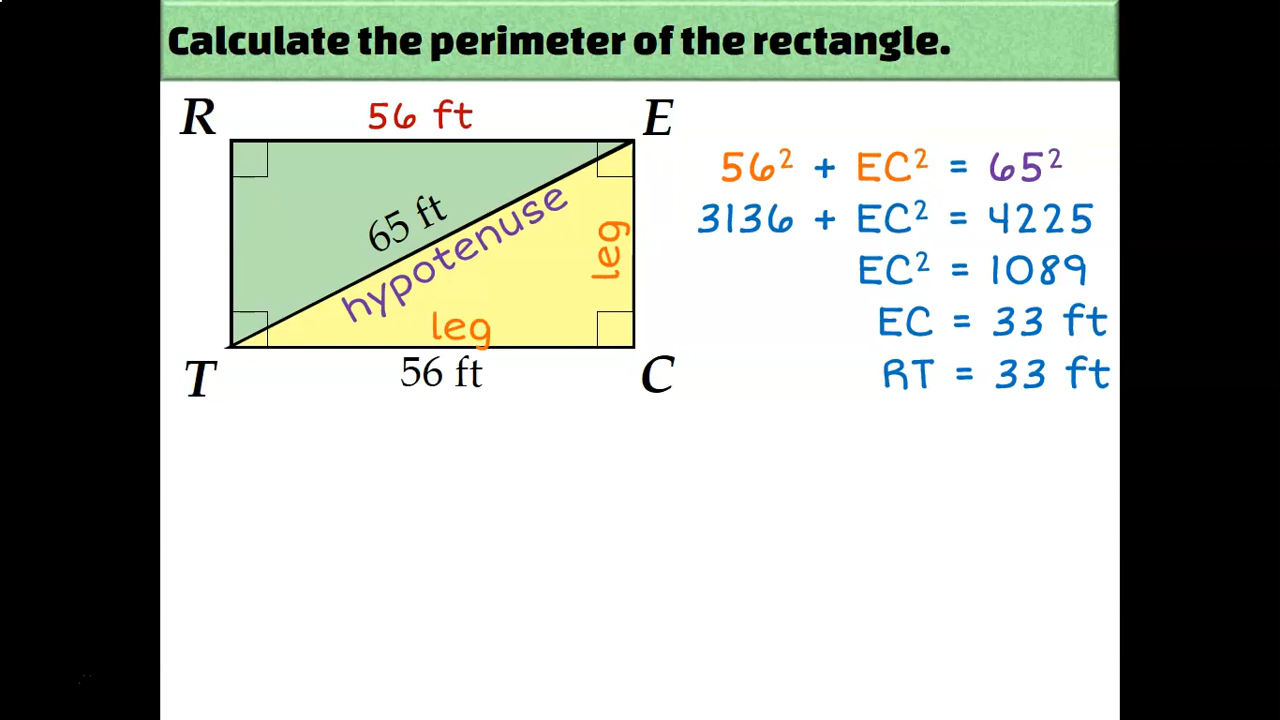 Calculate the perimeter of the rectangle.
R
56 ft
E
65 ft
hypotenuse
leg
leg
T
56 ft
C
56² + EC² = 65²
3136 + EC² = 4225
EC² = 1089
EC = 33 ft
RT = 33 ft